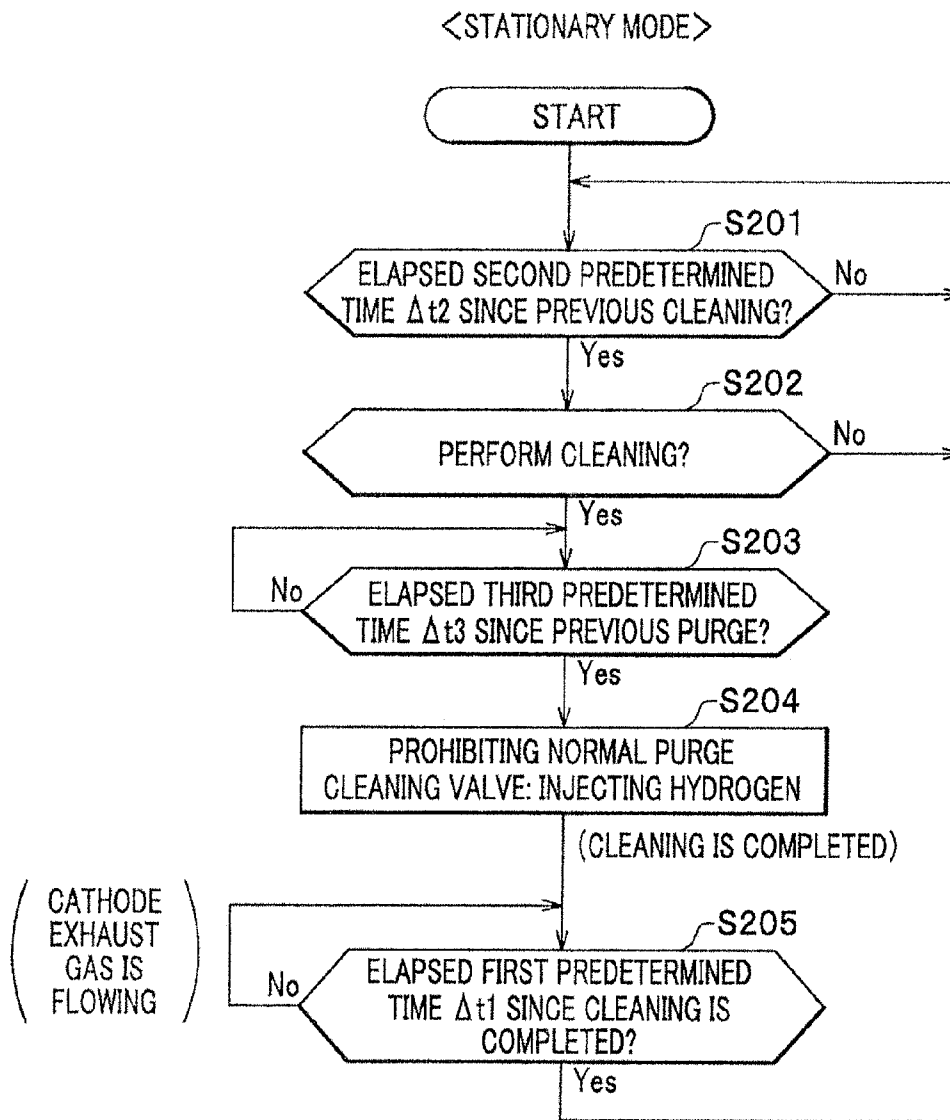 <STATIONARY MODE>
START
S201
ELAPSED SECOND PREDETERMINED
TIME Δt2 SINCE PREVIOUS CLEANING?
No
Yes
S202
PERFORM CLEANING?
No
Yes
S203
ELAPSED THIRD PREDETERMINED
TIME Δt3 SINCE PREVIOUS PURGE?
No
Yes
S204
PROHIBITING NORMAL PURGE
CLEANING VALVE: INJECTING HYDROGEN
(CLEANING IS COMPLETED)
(CATHODE
EXHAUST
GAS IS
FLOWING)
S205
ELAPSED FIRST PREDETERMINED
TIME Δt1 SINCE CLEANING IS
COMPLETED?
No
Yes